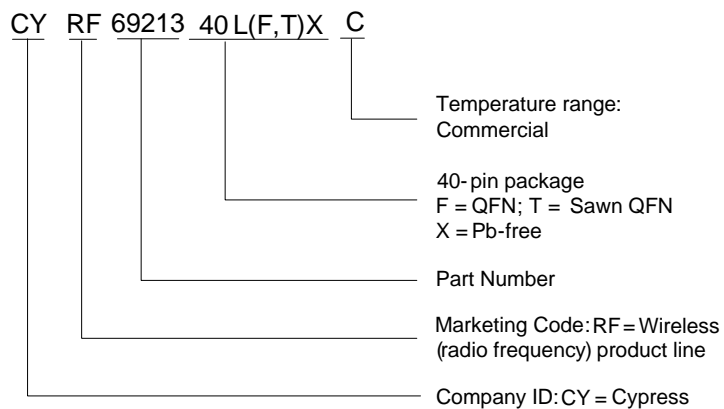 CY RF 69213 40L(F,T)X C
Temperature range:
Commercial
40-pin package
F = QFN; T = Sawn QFN
X = Pb-free
Part Number
Marketing Code: RF = Wireless
(radio frequency) product line
Company ID: CY = Cypress